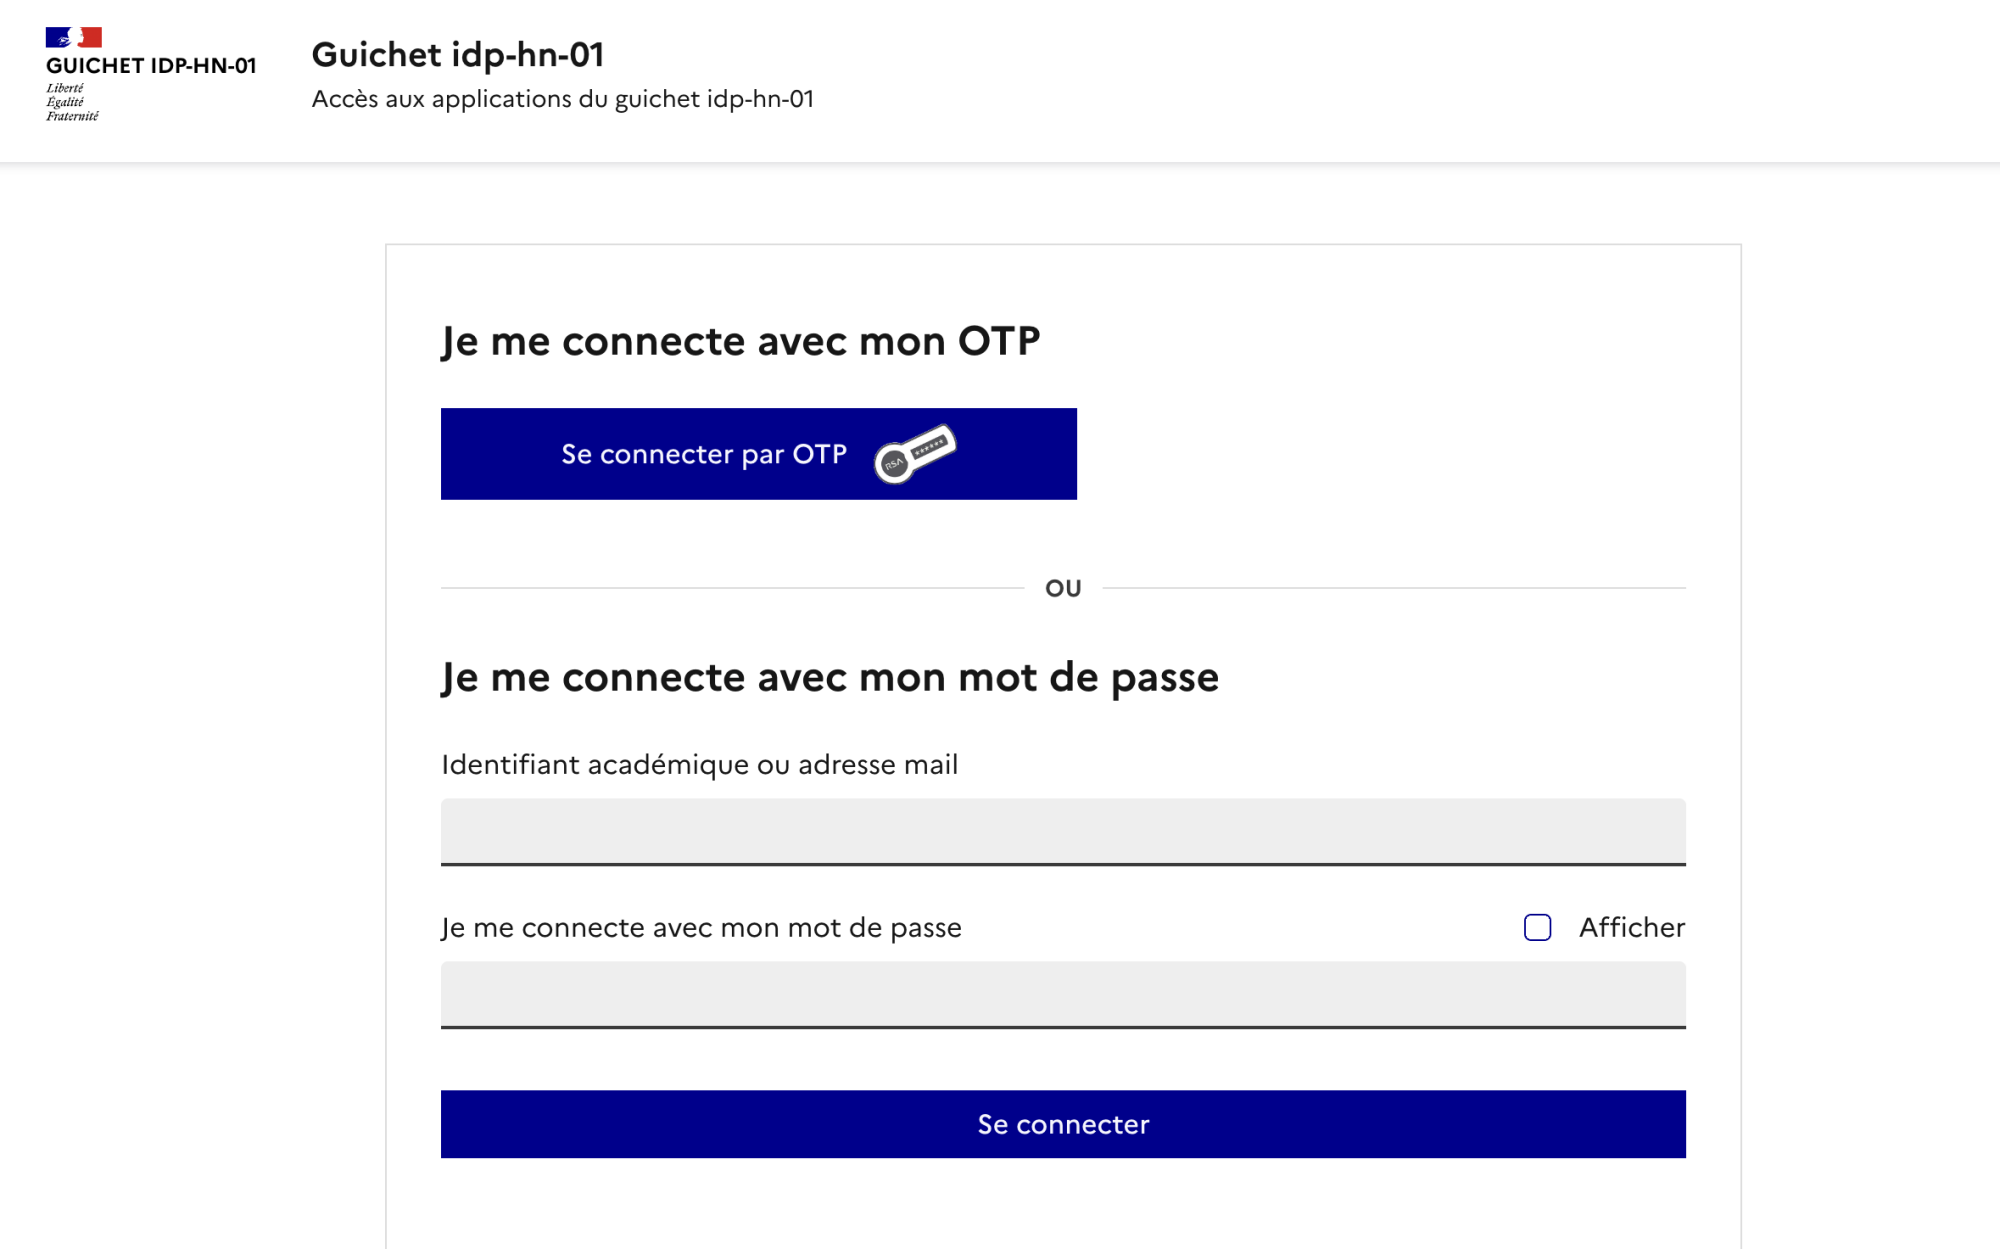 GUICHET IDP-HN-01
Liberté
Égalité
Fraternité
Guichet idp-hn-01
Accès aux applications du guichet idp-hn-01
Je me connecte avec mon OTP
Se connecter par OTP
RSA
******
OU
Je me connecte avec mon mot de passe
Identifiant académique ou adresse mail
Je me connecte avec mon mot de passe
Afficher
Se connecter